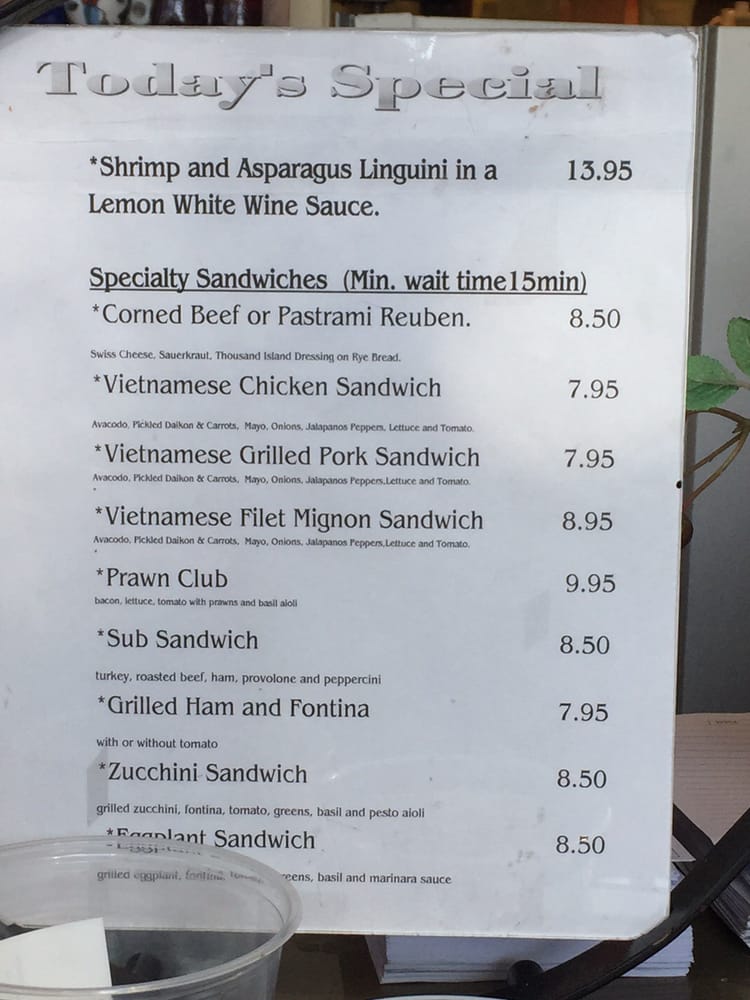 Today's Special
*Shrimp and Asparagus Linguini in a 13.95
Lemon White Wine Sauce.
Specialty Sandwiches (Min. wait time15min)
*Corned Beef or Pastrami Reuben. 8.50
Swiss Cheese, Sauerkraut, Thousand Island Dressing on Rye Bread.
*Vietnamese Chicken Sandwich 7.95
Avacodo, Pickled Daikon & Carrots, Mayo, Onions, Jalapanos Peppers, Lettuce and Tomato.
*Vietnamese Grilled Pork Sandwich 7.95
Avacodo, Pickled Daikon & Carrots, Mayo, Onions, Jalapanos Peppers,Lettuce and Tomato.
*Vietnamese Filet Mignon Sandwich 8.95
Avacodo, Pickled Daikon & Carrots, Mayo, Onions, Jalapanos Peppers,Lettuce and Tomato.
*Prawn Club 9.95
bacon, lettuce, tomato with prawns and basil aioli
*Sub Sandwich 8.50
turkey, roasted beef, ham, provolone and peppercini
*Grilled Ham and Fontina 7.95
with or without tomato
*Zucchini Sandwich 8.50
grilled zucchini, fontina, tomato, greens, basil and pesto aioli
*Eggplant Sandwich 8.50
grilled eggplant, fontina, reens, basil and marinara sauce